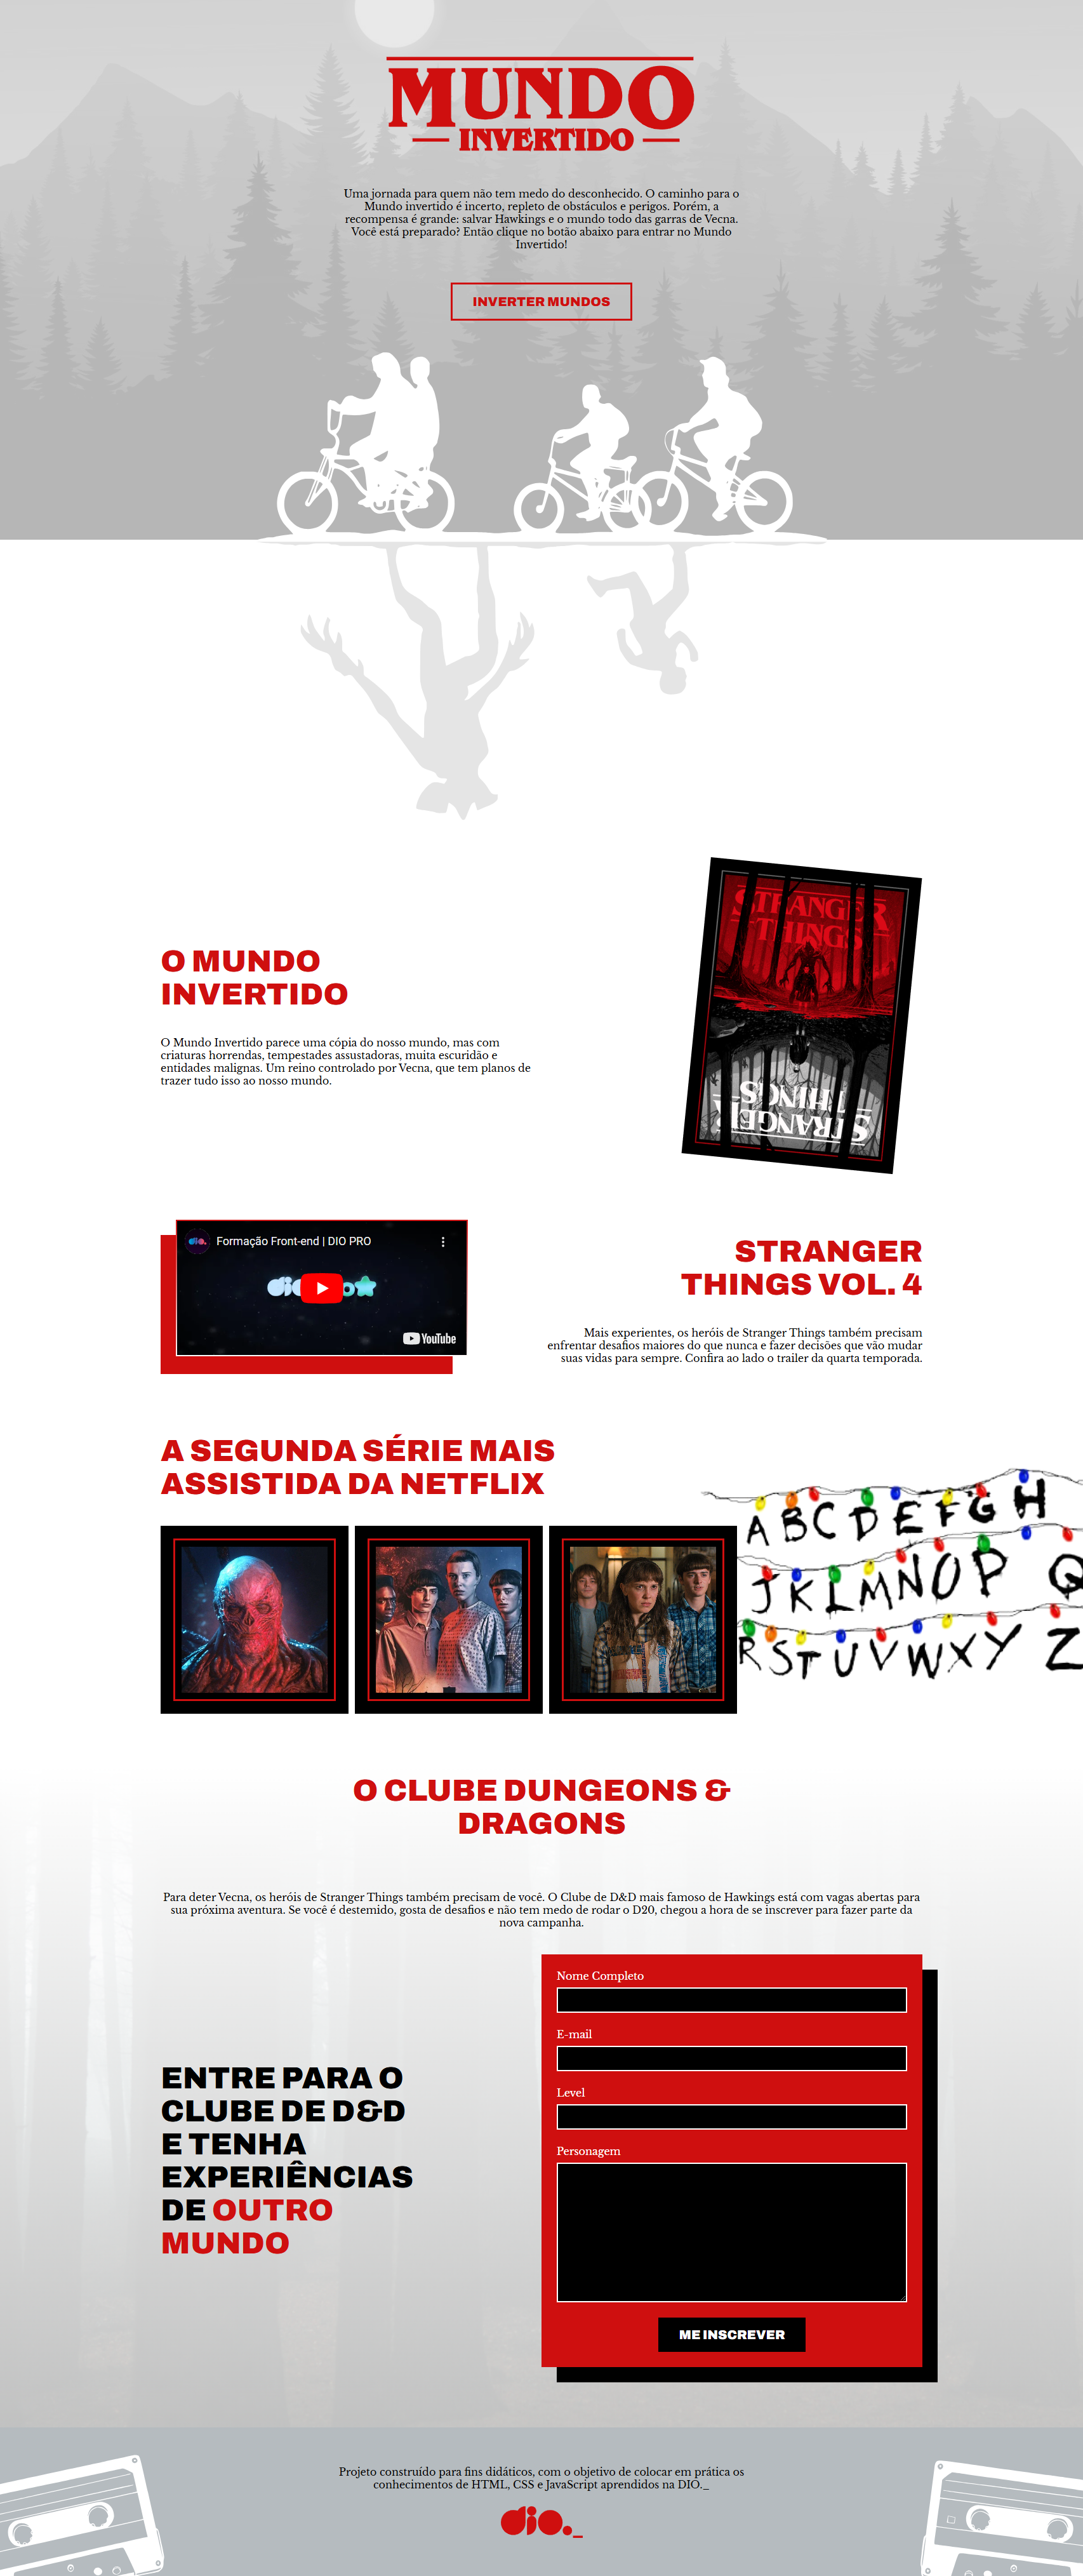 MUNDO
INVERTIDO
Uma jornada para quem não tem medo do desconhecido. O caminho para o
Mundo invertido é incerto, repleto de obstáculos e perigos. Porém, a
recompensa é grande: salvar Hawkings e o mundo todo das garras de Vecna.
Você está preparado? Então clique no botão abaixo para entrar no Mundo
Invertido!
INVERTER MUNDOS
O MUNDO
INVERTIDO
O Mundo Invertido parece uma cópia do nosso mundo, mas com
criaturas horrendas, tempestades assustadoras, muita escuridão e
entidades malignas. Um reino controlado por Vecna, que tem planos de
trazer tudo isso ao nosso mundo.
STRANGER
THINGS
STRANGER
THINGS
dio.
Formação Front-end | DIO PRO
YouTube
STRANGER
THINGS VOL. 4
Mais experientes, os heróis de Stranger Things também precisam
enfrentar desafios maiores do que nunca e fazer decisões que vão mudar
suas vidas para sempre. Confira ao lado o trailer da quarta temporada.
A SEGUNDA SÉRIE MAIS
ASSISTIDA DA NETFLIX
A B C D E F G H
J K L M N O P Q
R S T U V W X Y Z
O CLUBE DUNGEONS &
DRAGONS
Para deter Vecna, os heróis de Stranger Things também precisam de você. O Clube de D&D mais famoso de Hawkings está com vagas abertas para
sua próxima aventura. Se você é destemido, gosta de desafios e não tem medo de rodar o D20, chegou a hora de se inscrever para fazer parte da
nova campanha.
ENTRE PARA O
CLUBE DE D&D
E TENHA
EXPERIÊNCIAS
DE OUTRO
MUNDO
Nome Completo
E-mail
Level
Personagem
ME INSCREVER
Projeto construído para fins didáticos, com o objetivo de colocar em prática os
conhecimentos de HTML, CSS e JavaScript aprendidos na DIO._
dio._